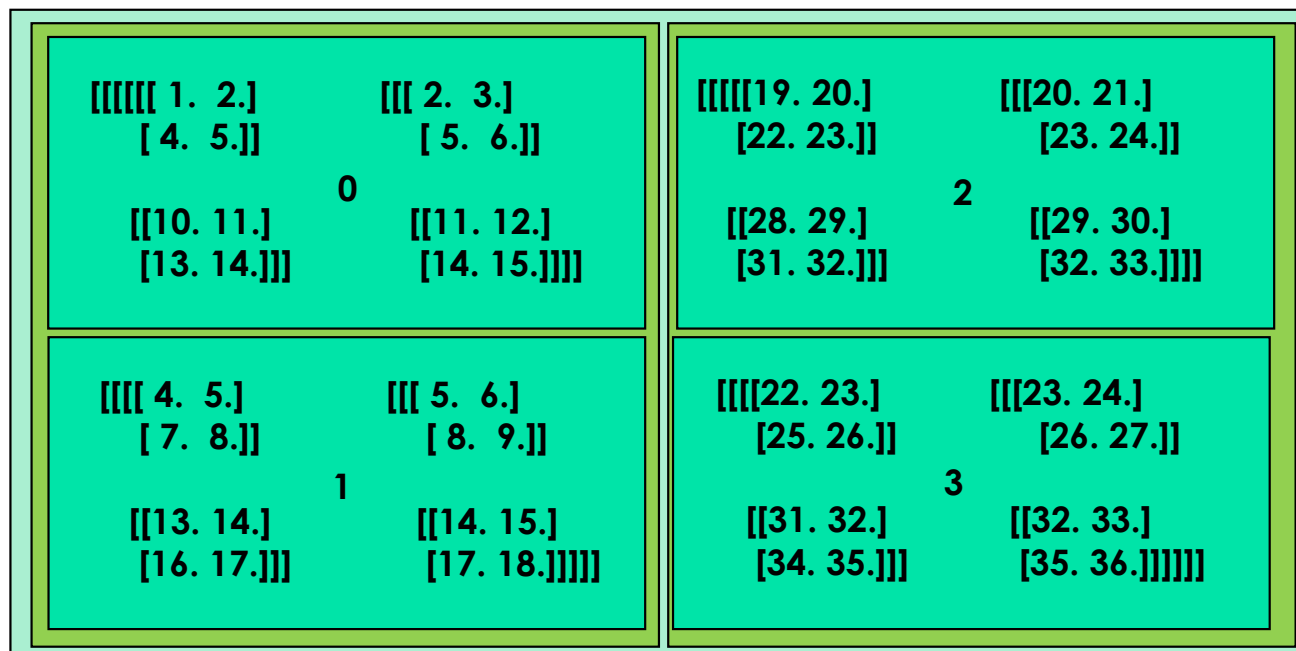 [[[[[[ 1.  2.]   [[[ 2.  3.]
[ 4.  5.]]   [ 5.  6.]]
0
[[10. 11.]   [[11. 12.]
[13. 14.]]]   [14. 15.]]]]
[[[[ 4.  5.]   [[[ 5.  6.]
[ 7.  8.]]   [ 8.  9.]]
1
[[13. 14.]   [[14. 15.]
[16. 17.]]]   [17. 18.]]]]]
[[[[[19. 20.]   [[[20. 21.]
[22. 23.]]   [23. 24.]]
2
[[28. 29.]   [[29. 30.]
[31. 32.]]]   [32. 33.]]]]
[[[[22. 23.]   [[[23. 24.]
[25. 26.]]   [26. 27.]]
3
[[31. 32.]   [[32. 33.]
[34. 35.]]]   [35. 36.]]]]]]